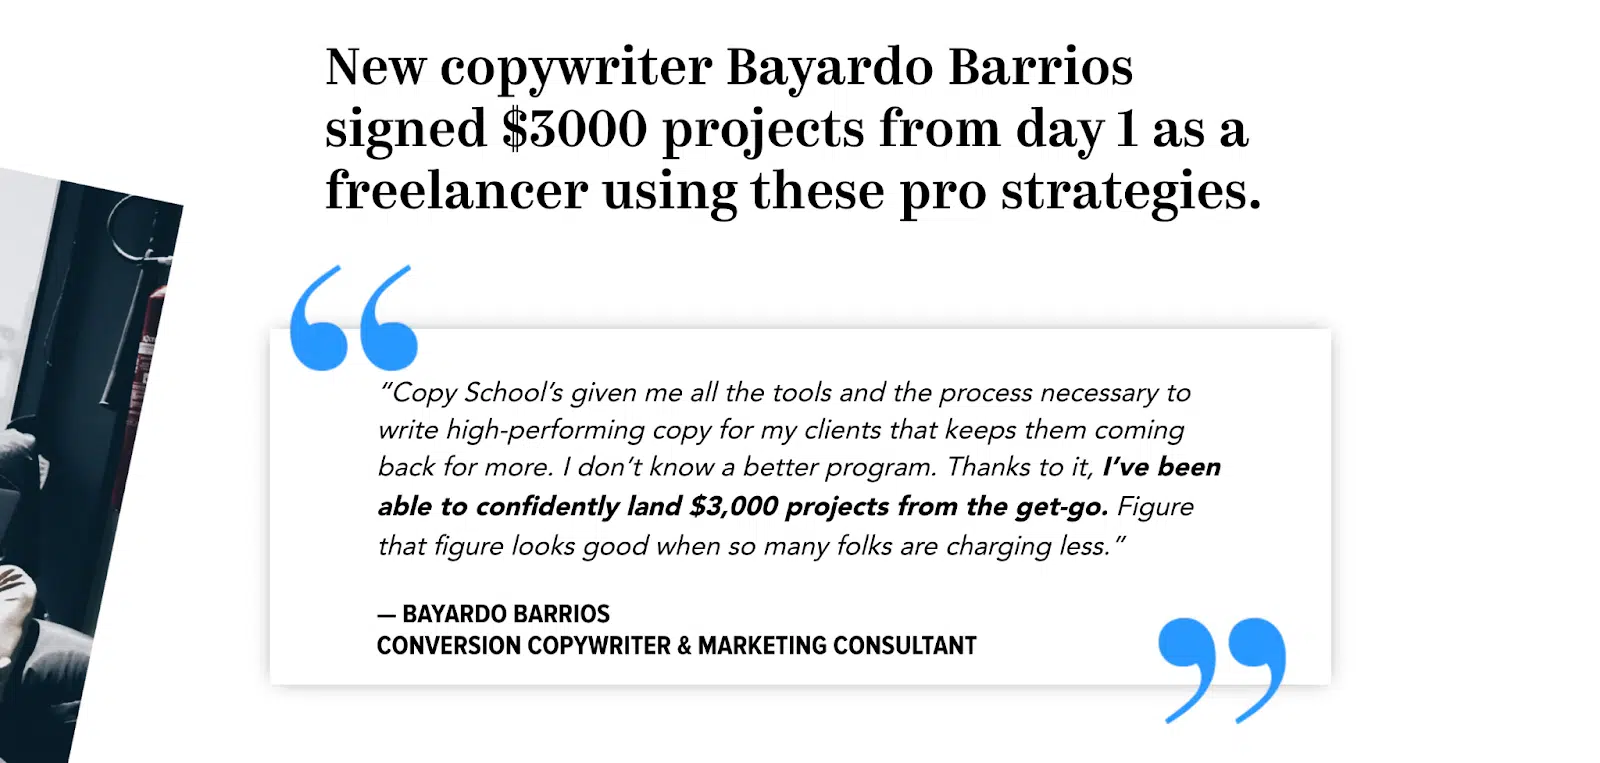 New copywriter Bayardo Barrios
signed $3000 projects from day 1 as a
freelancer using these pro strategies.
“Copy School’s given me all the tools and the process necessary to
write high-performing copy for my clients that keeps them coming
back for more. I don’t know a better program. Thanks to it, I’ve been
able to confidently land $3,000 projects from the get-go. Figure
that figure looks good when so many folks are charging less.”
— BAYARDO BARRIOS
CONVERSION COPYWRITER & MARKETING CONSULTANT